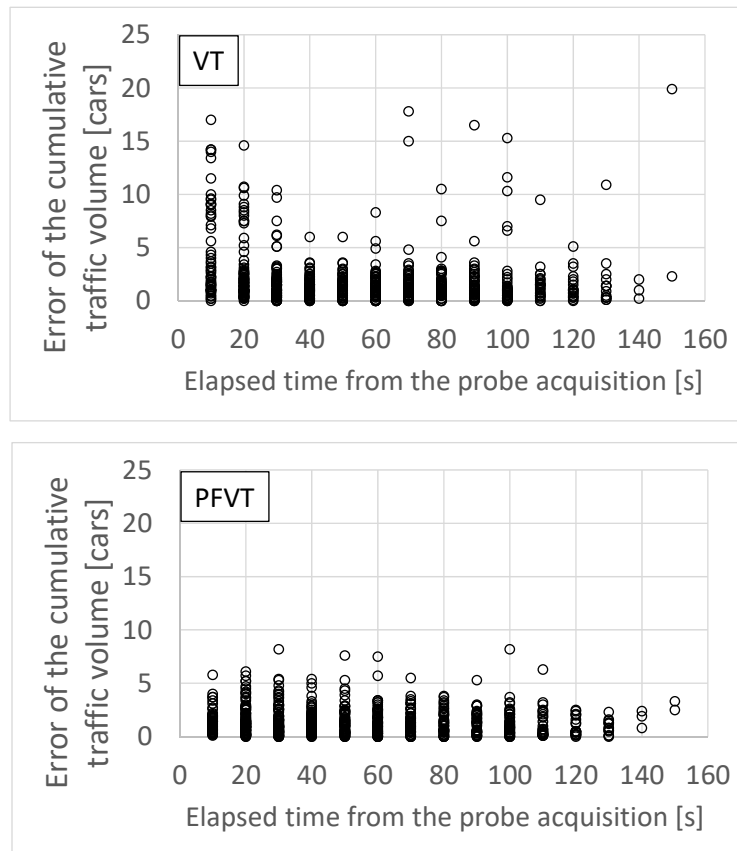 VT
Error of the cumulative
traffic volume [cars]
25
20
15
10
5
0
0 20 40 60 80 100 120 140 160
Elapsed time from the probe acquisition [s]
PFVT
Error of the cumulative
traffic volume [cars]
25
20
15
10
5
0
0 20 40 60 80 100 120 140 160
Elapsed time from the probe acquisition [s]